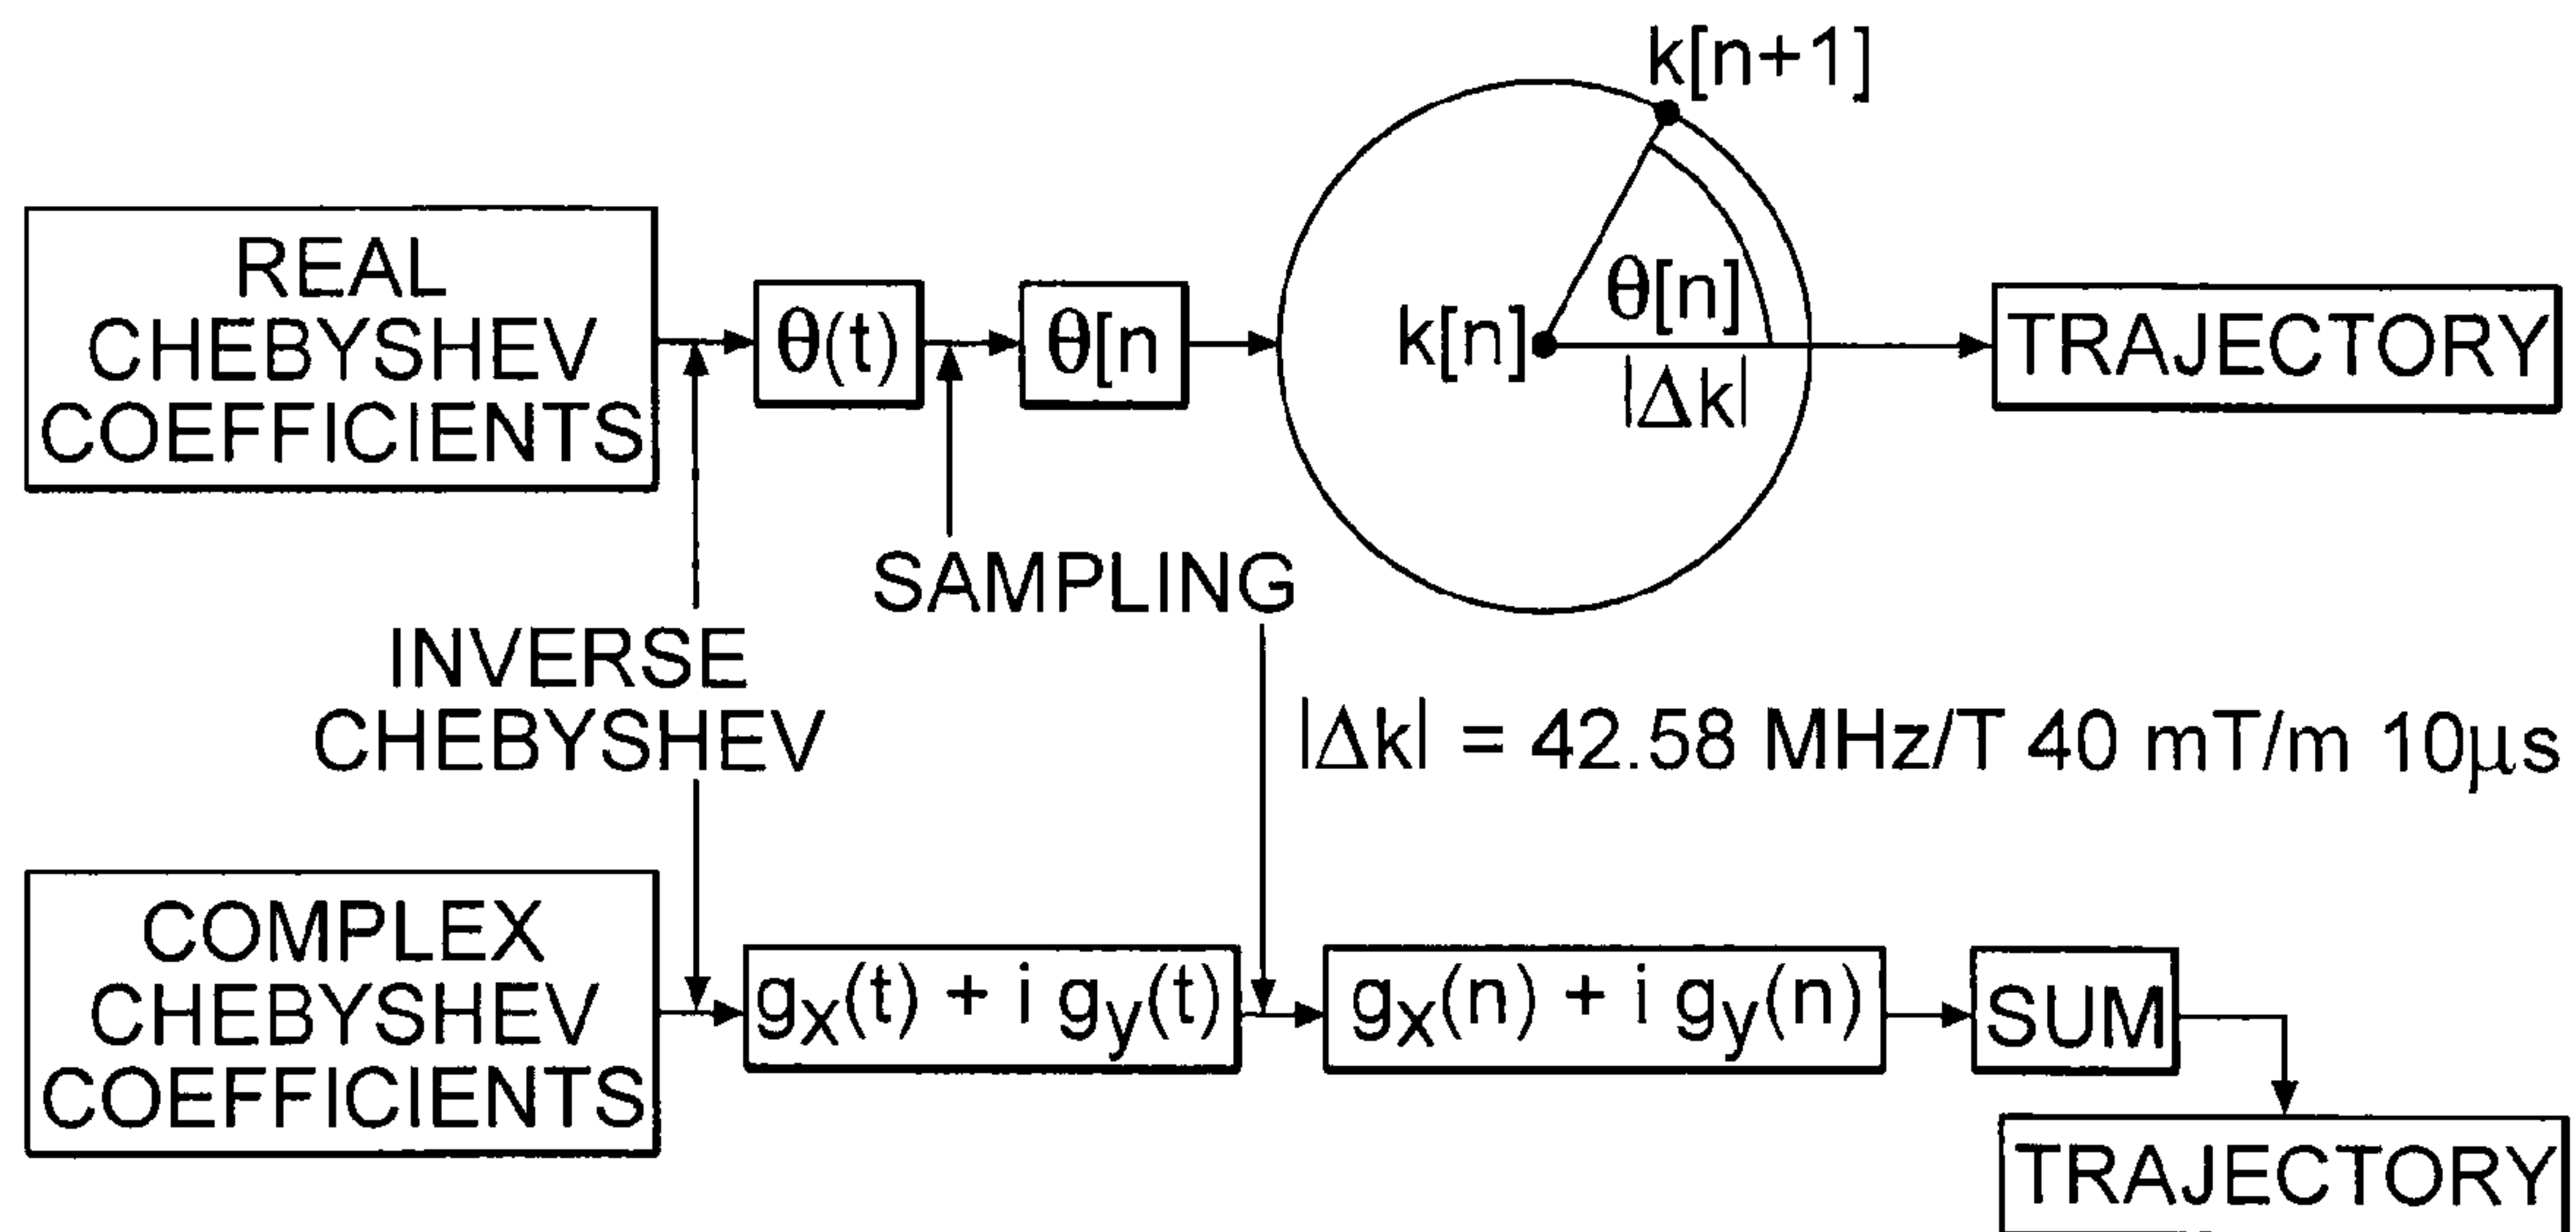 REAL
CHEBYSHEV
COEFFICIENTS
θ(t)
θ[n
k[n+1]
k[n]
θ[n]
|Δk|
TRAJECTORY
SAMPLING
INVERSE
CHEBYSHEV
|Δk| = 42.58 MHz/T 40 mT/m 10μs
COMPLEX
CHEBYSHEV
COEFFICIENTS
gx(t) + i gy(t)
gx(n) + i gy(n)
SUM
TRAJECTORY